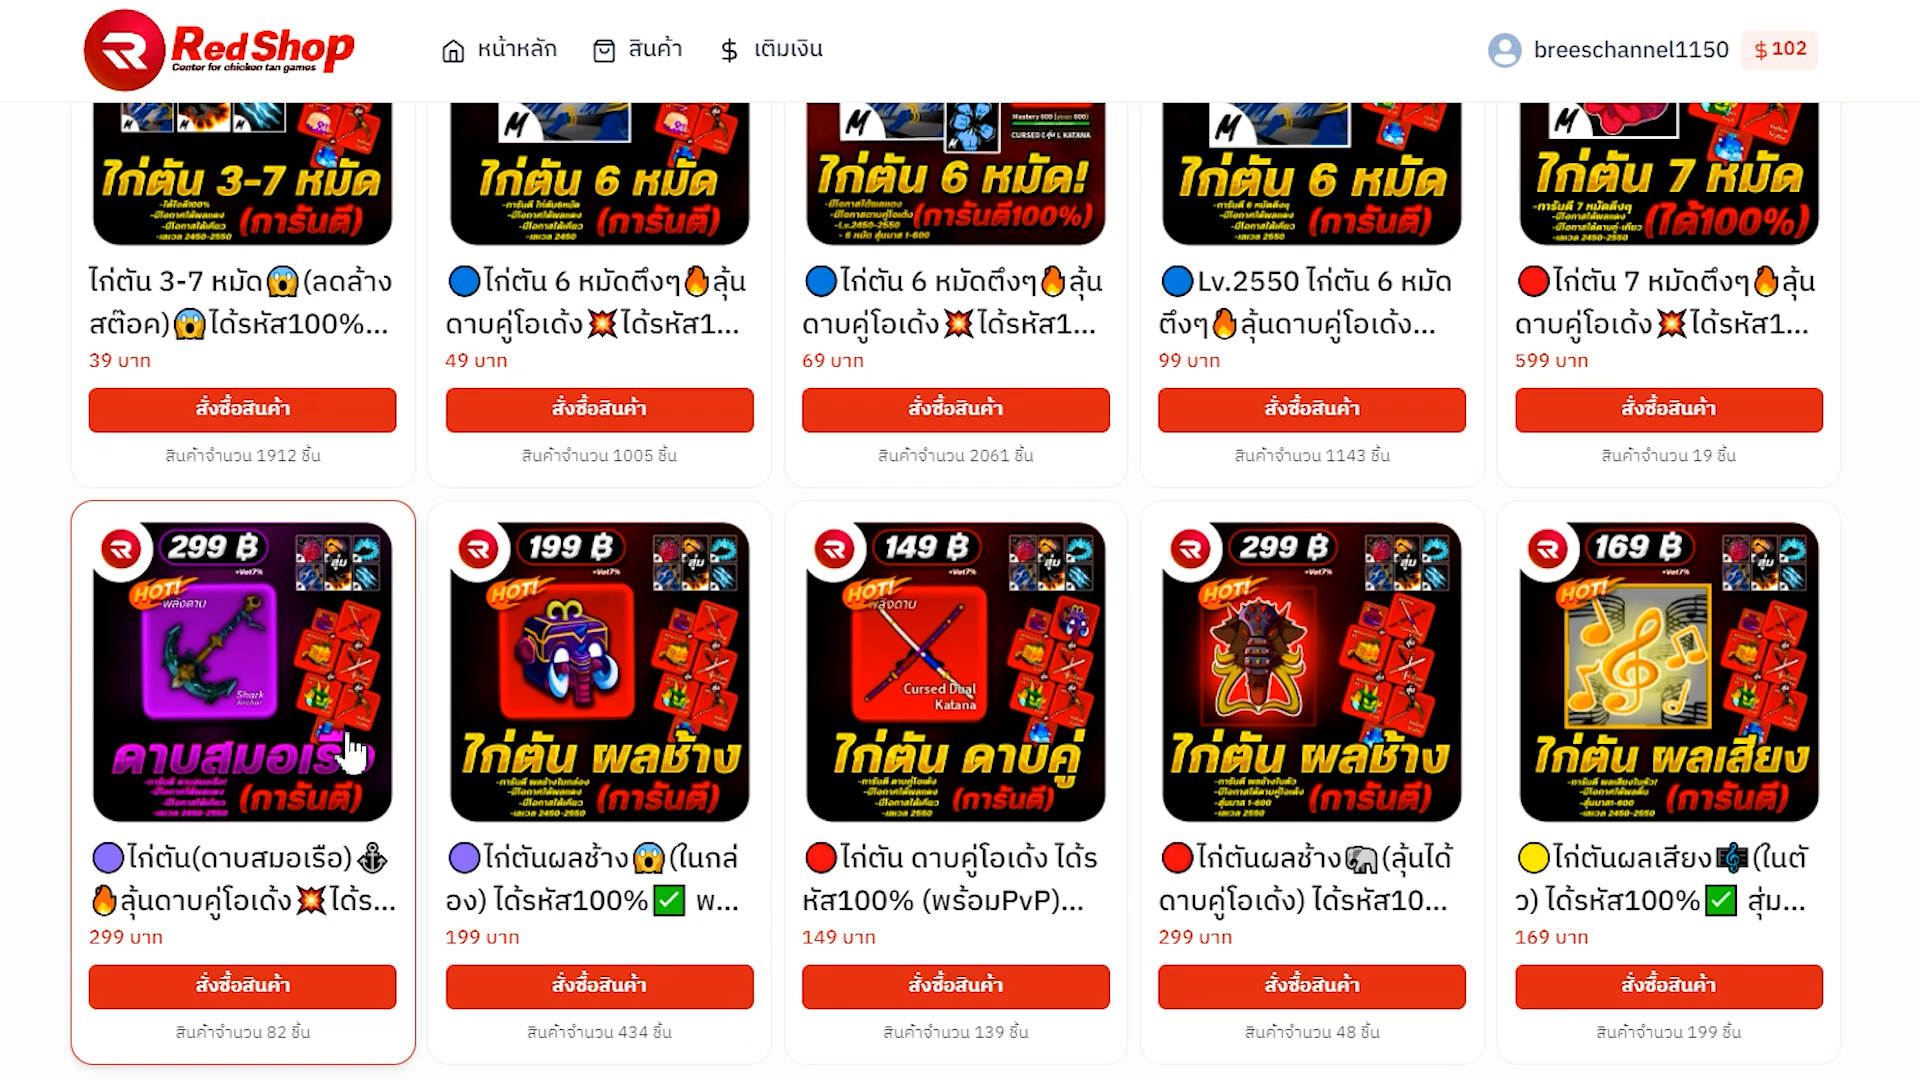 Red Shop
Center for chicken tan games
หน้าหลัก
สินค้า
$ เติมเงิน
breeschannel1150
$ 102
ไก่ตัน 3-7 หมัด
(การันตี)
ไก่ตัน 6 หมัด
(การันตี)
Mastery 600
ไก่ตัน 6 หมัด!
(การันตี100%)
ไก่ตัน 6 หมัด
(การันตี)
ไก่ตัน 7 หมัด
(ได้100%)
ไก่ตัน 3-7 หมัด😱(ลดล้าง
สต๊อค)😱ได้รหัส100%...
39 บาท
สั่งซื้อสินค้า
สินค้าจำนวน 1912 ชิ้น
🔵ไก่ตัน 6 หมัดตึงๆ🔥ลุ้น
ดาบคู่โอเด้ง💥ได้รหัส1...
49 บาท
สั่งซื้อสินค้า
สินค้าจำนวน 1005 ชิ้น
🔵ไก่ตัน 6 หมัดตึงๆ🔥ลุ้น
ดาบคู่โอเด้ง💥ได้รหัส1...
69 บาท
สั่งซื้อสินค้า
สินค้าจำนวน 2061 ชิ้น
🔵Lv.2550 ไก่ตัน 6 หมัด
ตึงๆ🔥ลุ้นดาบคู่โอเด้ง...
99 บาท
สั่งซื้อสินค้า
สินค้าจำนวน 1143 ชิ้น
🔴ไก่ตัน 7 หมัดตึงๆ🔥ลุ้น
ดาบคู่โอเด้ง💥ได้รหัส1...
599 บาท
สั่งซื้อสินค้า
สินค้าจำนวน 19 ชิ้น
299 ฿
+Vat7%
HOT!
พลังดาบ
สุ่ม
Shark
Anchor
ดาบสมอเรือ
(การันตี)
🟣ไก่ตัน(ดาบสมอเรือ)⚓
🔥ลุ้นดาบคู่โอเด้ง💥ได้ร...
299 บาท
สั่งซื้อสินค้า
สินค้าจำนวน 82 ชิ้น
199 ฿
+Vat7%
HOT!
สุ่ม
ไก่ตัน ผลช้าง
(การันตี)
🟣ไก่ตันผลช้าง😱(ในกล่
อง) ได้รหัส100%✅ พ...
199 บาท
สั่งซื้อสินค้า
สินค้าจำนวน 434 ชิ้น
149 ฿
+Vat7%
HOT!
พลังดาบ
สุ่ม
Cursed Dual
Katana
ไก่ตัน ดาบคู่
(การันตี)
🔴ไก่ตัน ดาบคู่โอเด้ง ได้ร
หัส100% (พร้อมPvP)...
149 บาท
สั่งซื้อสินค้า
สินค้าจำนวน 139 ชิ้น
299 ฿
+Vat7%
HOT!
สุ่ม
ไก่ตัน ผลช้าง
(การันตี)
🔴ไก่ตันผลช้าง🐘(ลุ้นได้
ดาบคู่โอเด้ง) ได้รหัส10...
299 บาท
สั่งซื้อสินค้า
สินค้าจำนวน 48 ชิ้น
169 ฿
+Vat7%
HOT!
สุ่ม
ไก่ตัน ผลเสียง
(การันตี)
🟡ไก่ตันผลเสียง🎼(ในตั
ว) ได้รหัส100%✅ สุ่ม...
169 บาท
สั่งซื้อสินค้า
สินค้าจำนวน 199 ชิ้น